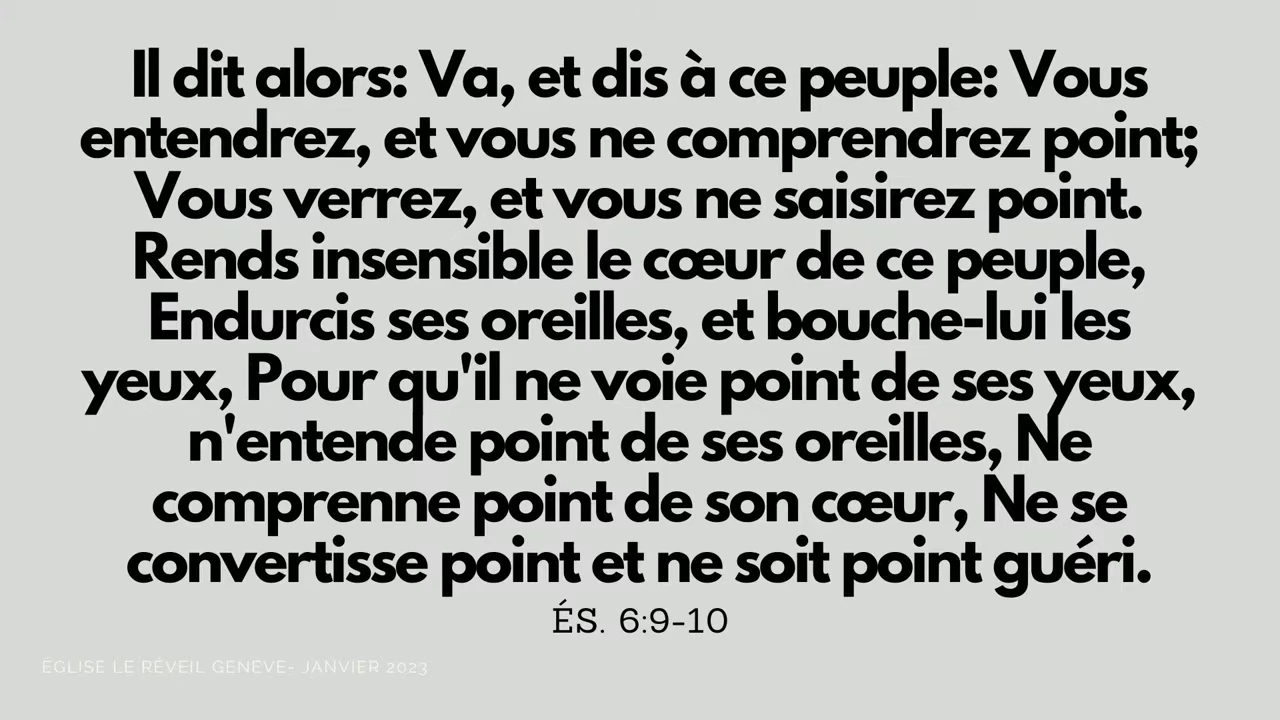 Il dit alors: Va, et dis à ce peuple: Vous
entendrez, et vous ne comprendrez point;
Vous verrez, et vous ne saisirez point.
Rends insensible le cœur de ce peuple,
Endurcis ses oreilles, et bouche-lui les
yeux, Pour qu'il ne voie point de ses yeux,
n'entende point de ses oreilles, Ne
comprenne point de son cœur, Ne se
convertisse point et ne soit point guéri.
ÉS. 6:9-10
ÉGLISE LE RÉVEIL GENÈVE- JANVIER 2023